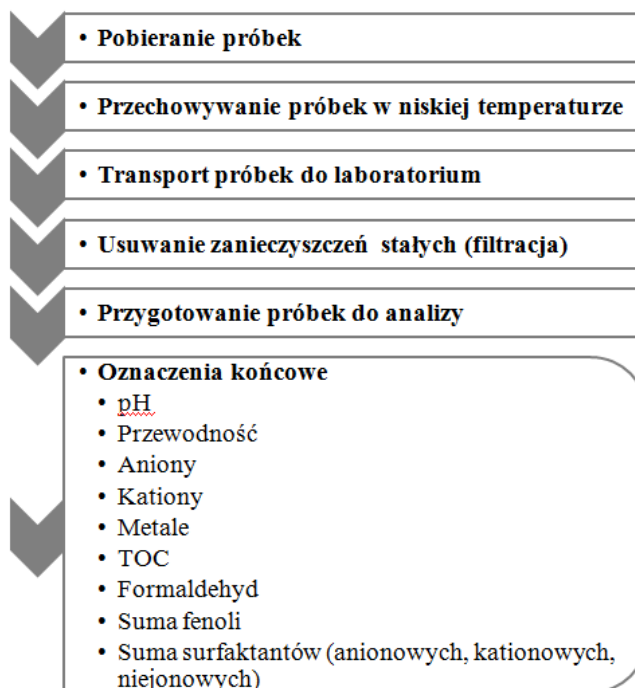 • Pobieranie próbek
• Przechowywanie próbek w niskiej temperaturze
• Transport próbek do laboratorium
• Usuwanie zanieczyszczeń stałych (filtracja)
• Przygotowanie próbek do analizy
• Oznaczenia końcowe
• pH
• Przewodność
• Aniony
• Kationy
• Metale
• TOC
• Formaldehyd
• Suma fenoli
• Suma surfaktantów (anionowych, kationowych,
niejonowych)